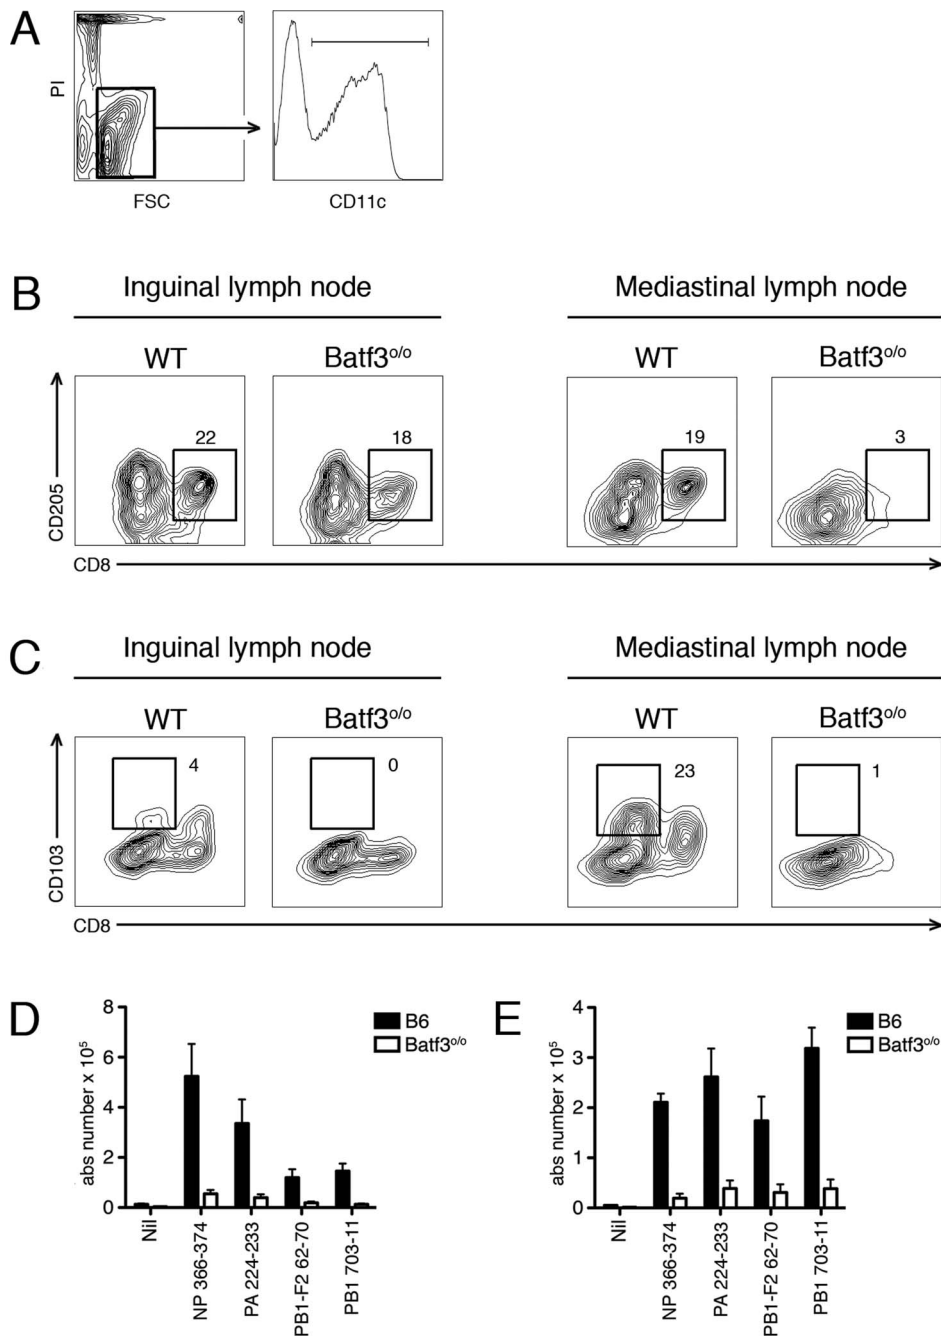 A
PI
FSC
CD11c
B
Inguinal lymph node
Mediastinal lymph node
WT
Batf3o/o
WT
Batf3o/o
22
18
19
3
CD205
CD8
C
Inguinal lymph node
Mediastinal lymph node
WT
Batf3o/o
WT
Batf3o/o
4
0
23
1
CD103
CD8
D
abs number x 10⁵
8
6
4
2
0
B6
Batf3o/o
Nil
NP 366-374
PA 224-233
PB1-F2 62-70
PB1 703-11
E
abs number x 10⁵
4
3
2
1
0
B6
Batf3o/o
Nil
NP 366-374
PA 224-233
PB1-F2 62-70
PB1 703-11